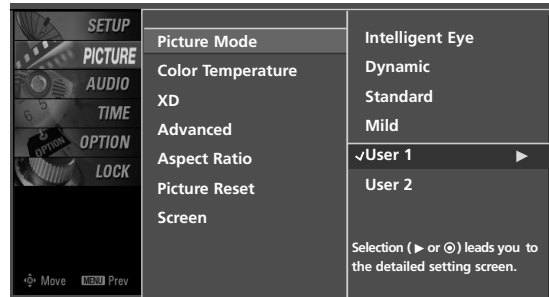 SETUP
PICTURE
AUDIO
TIME
OPTION
LOCK
Move MENU Prev
Picture Mode
Color Temperature
XD
Advanced
Aspect Ratio
Picture Reset
Screen
Intelligent Eye
Dynamic
Standard
Mild
✓User 1 ▶
User 2
Selection ( ▶ or ⊙ ) leads you to
the detailed setting screen.